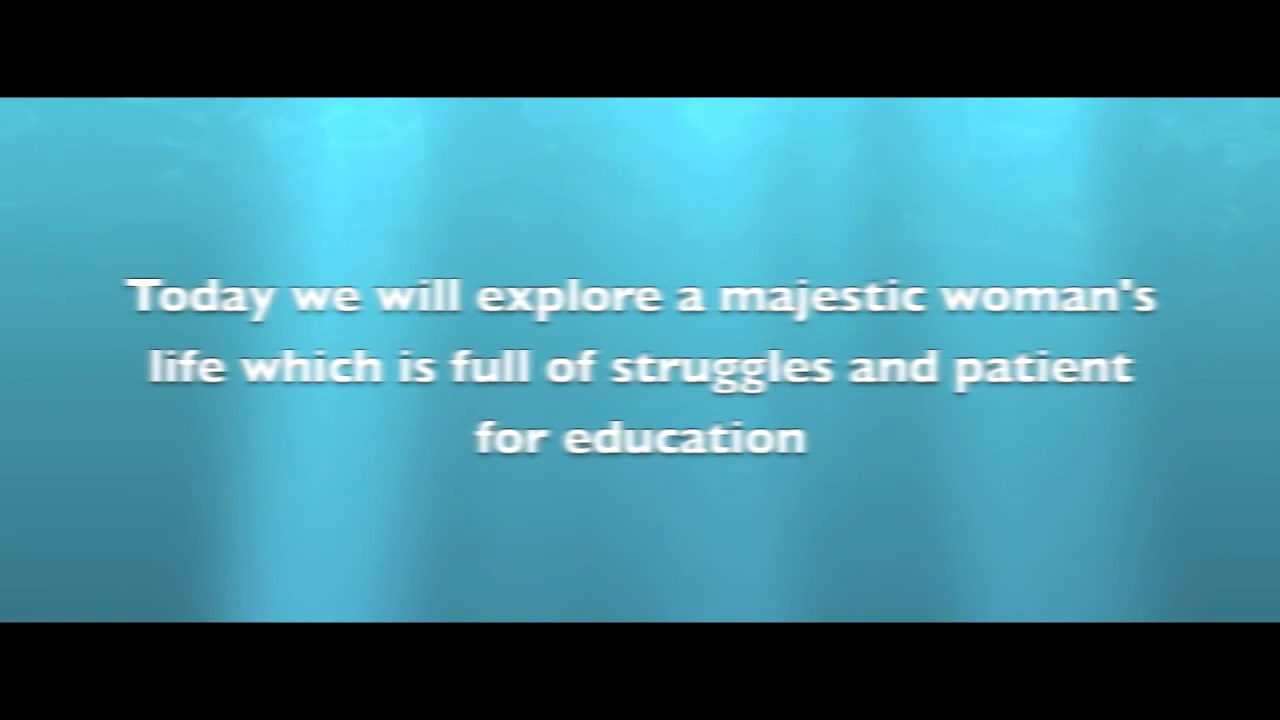 Today we will explore a majestic woman's
life which is full of struggles and patient
for education